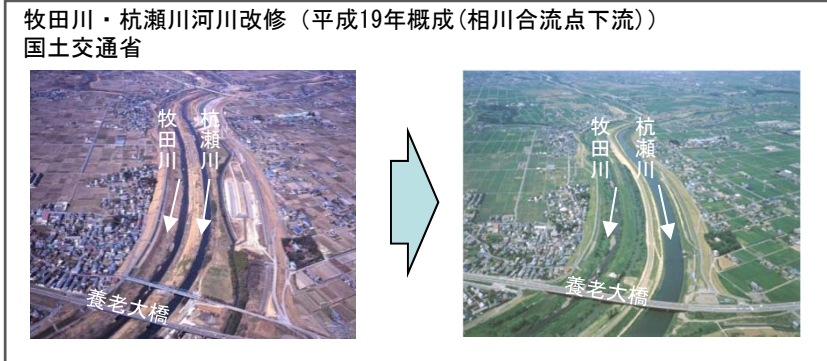 牧田川・杭瀬川河川改修（平成19年概成(相川合流点下流)）
国土交通省
牧田川
杭瀬川
養老大橋
牧田川
杭瀬川
養老大橋